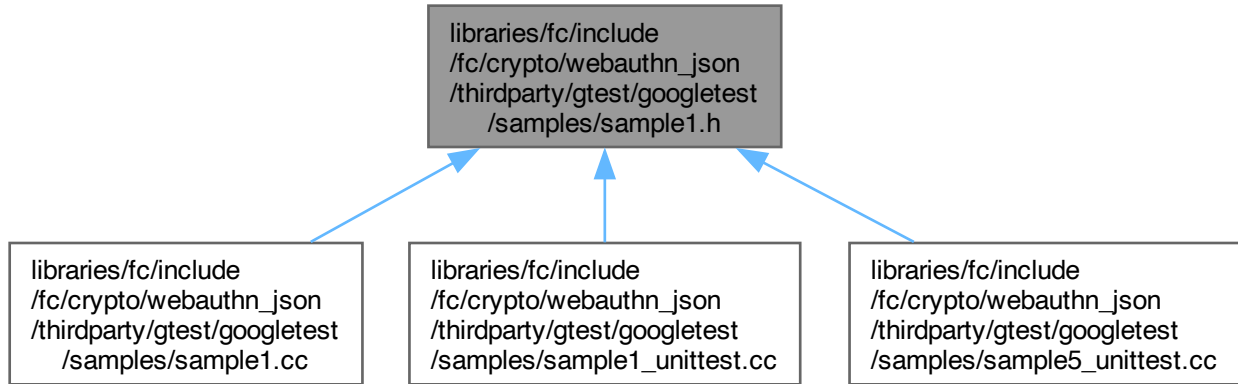 libraries/fc/include
/fc/crypto/webauthn_json
/thirdparty/gtest/googletest
/samples/sample1.h
libraries/fc/include
/fc/crypto/webauthn_json
/thirdparty/gtest/googletest
/samples/sample1.cc
libraries/fc/include
/fc/crypto/webauthn_json
/thirdparty/gtest/googletest
/samples/sample1_unittest.cc
libraries/fc/include
/fc/crypto/webauthn_json
/thirdparty/gtest/googletest
/samples/sample5_unittest.cc